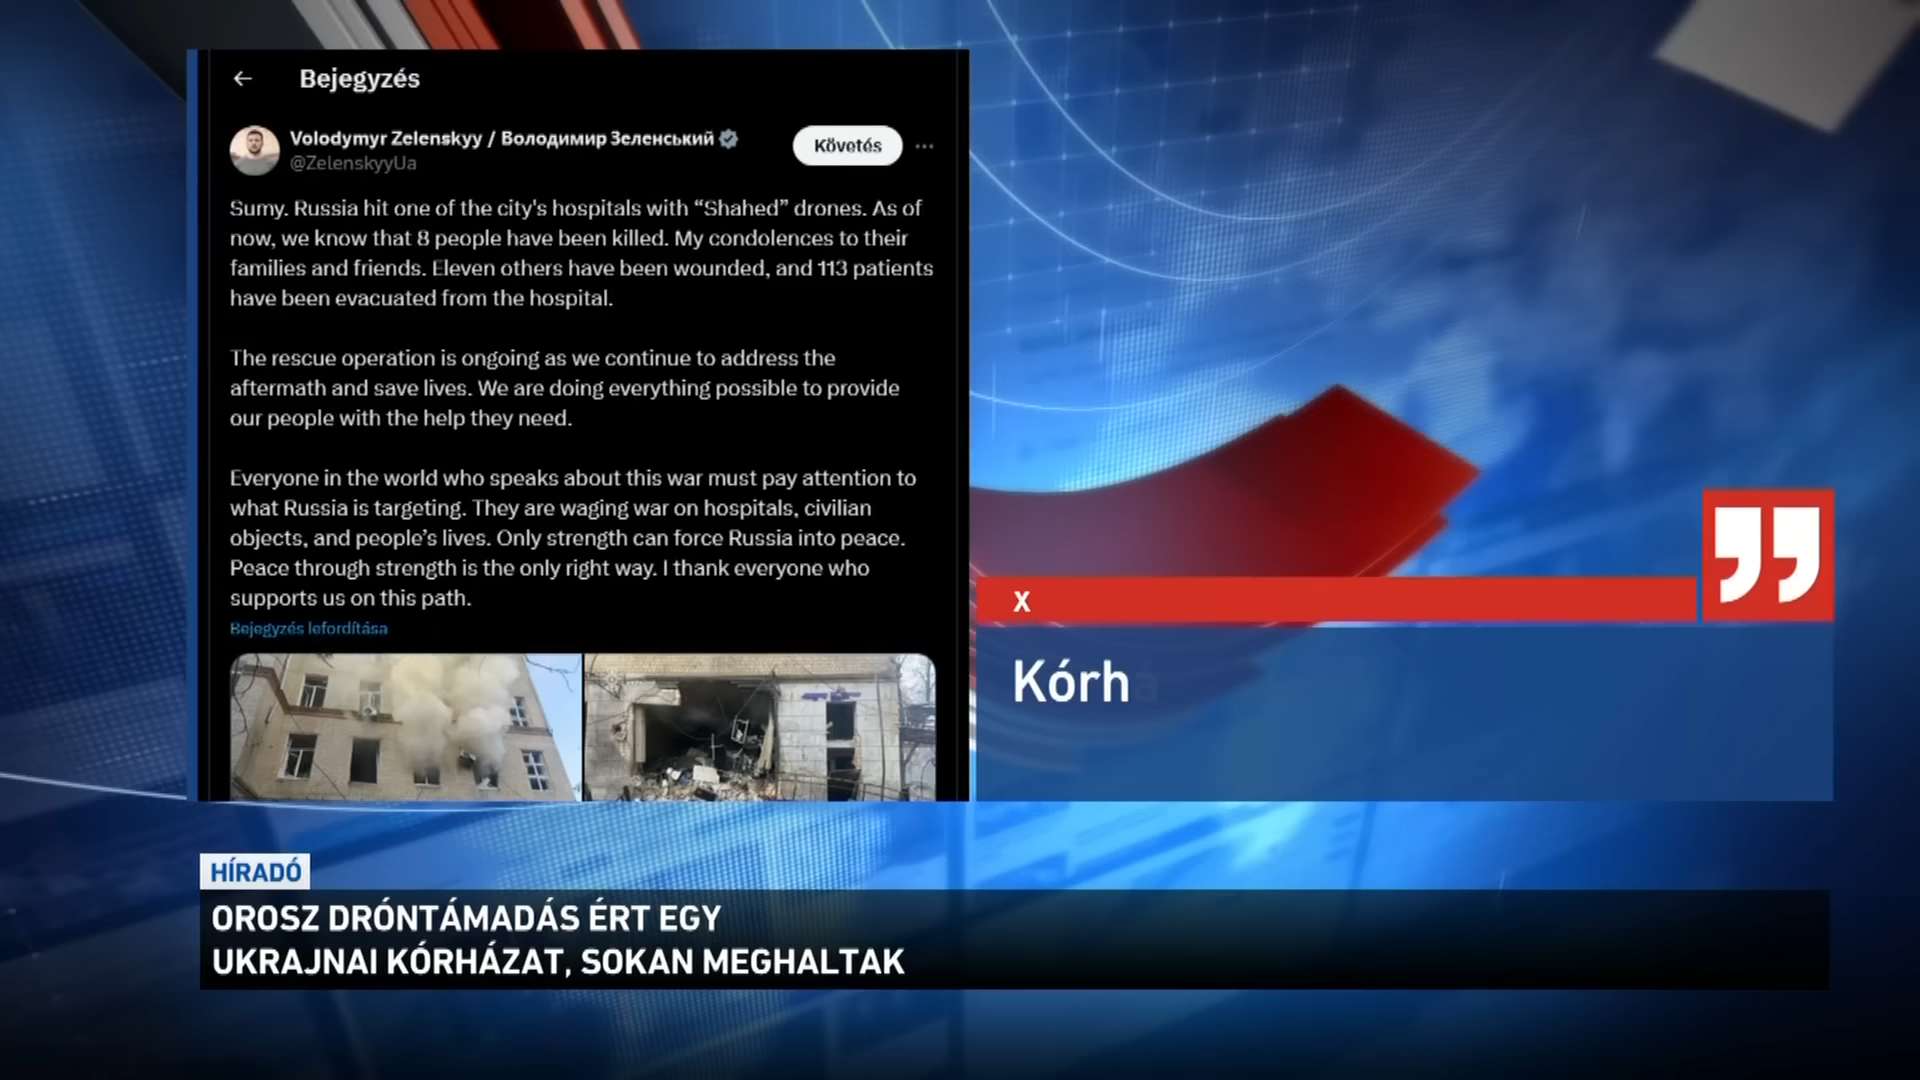 Bejegyzés
Volodymyr Zelenskyy / Володимир Зеленський
@ZelenskyyUa
Követés
Sumy. Russia hit one of the city's hospitals with “Shahed” drones. As of
now, we know that 8 people have been killed. My condolences to their
families and friends. Eleven others have been wounded, and 113 patients
have been evacuated from the hospital.
The rescue operation is ongoing as we continue to address the
aftermath and save lives. We are doing everything possible to provide
our people with the help they need.
Everyone in the world who speaks about this war must pay attention to
what Russia is targeting. They are waging war on hospitals, civilian
objects, and people’s lives. Only strength can force Russia into peace.
Peace through strength is the only right way. I thank everyone who
supports us on this path.
Bejegyzés lefordítása
X
Kórh
HÍRADÓ
OROSZ DRÓNTÁMADÁS ÉRT EGY
UKRAJNAI KÓRHÁZAT, SOKAN MEGHALTAK